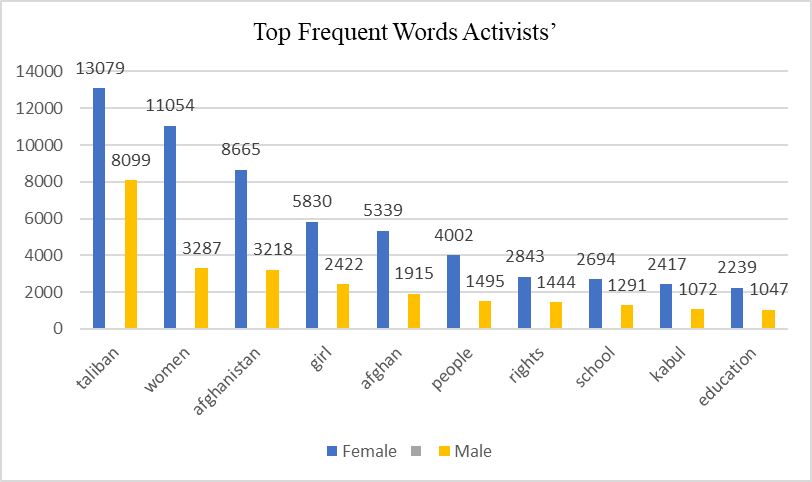 Top Frequent Words Activists’
14000
12000
10000
8000
6000
4000
2000
0
13079
8099
11054
3287
8665
3218
5830
2422
5339
1915
4002
1495
2843
1444
2694
1291
2417
1072
2239
1047
taliban
women
afghanistan
girl
afghan
people
rights
school
kabul
education
Female Male